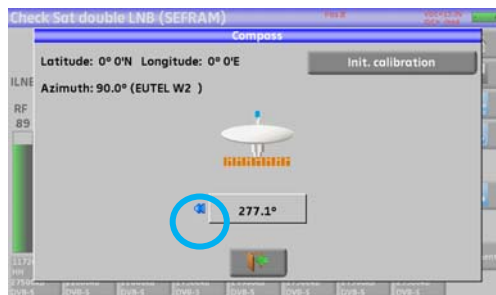 Check Sat double LNB (SEFRAM)
Compass
Latitude: 0° 0'N Longitude: 0° 0'E
Init. calibration
Azimuth: 90.0° (EUTEL W2 )
RF
89
277.1°